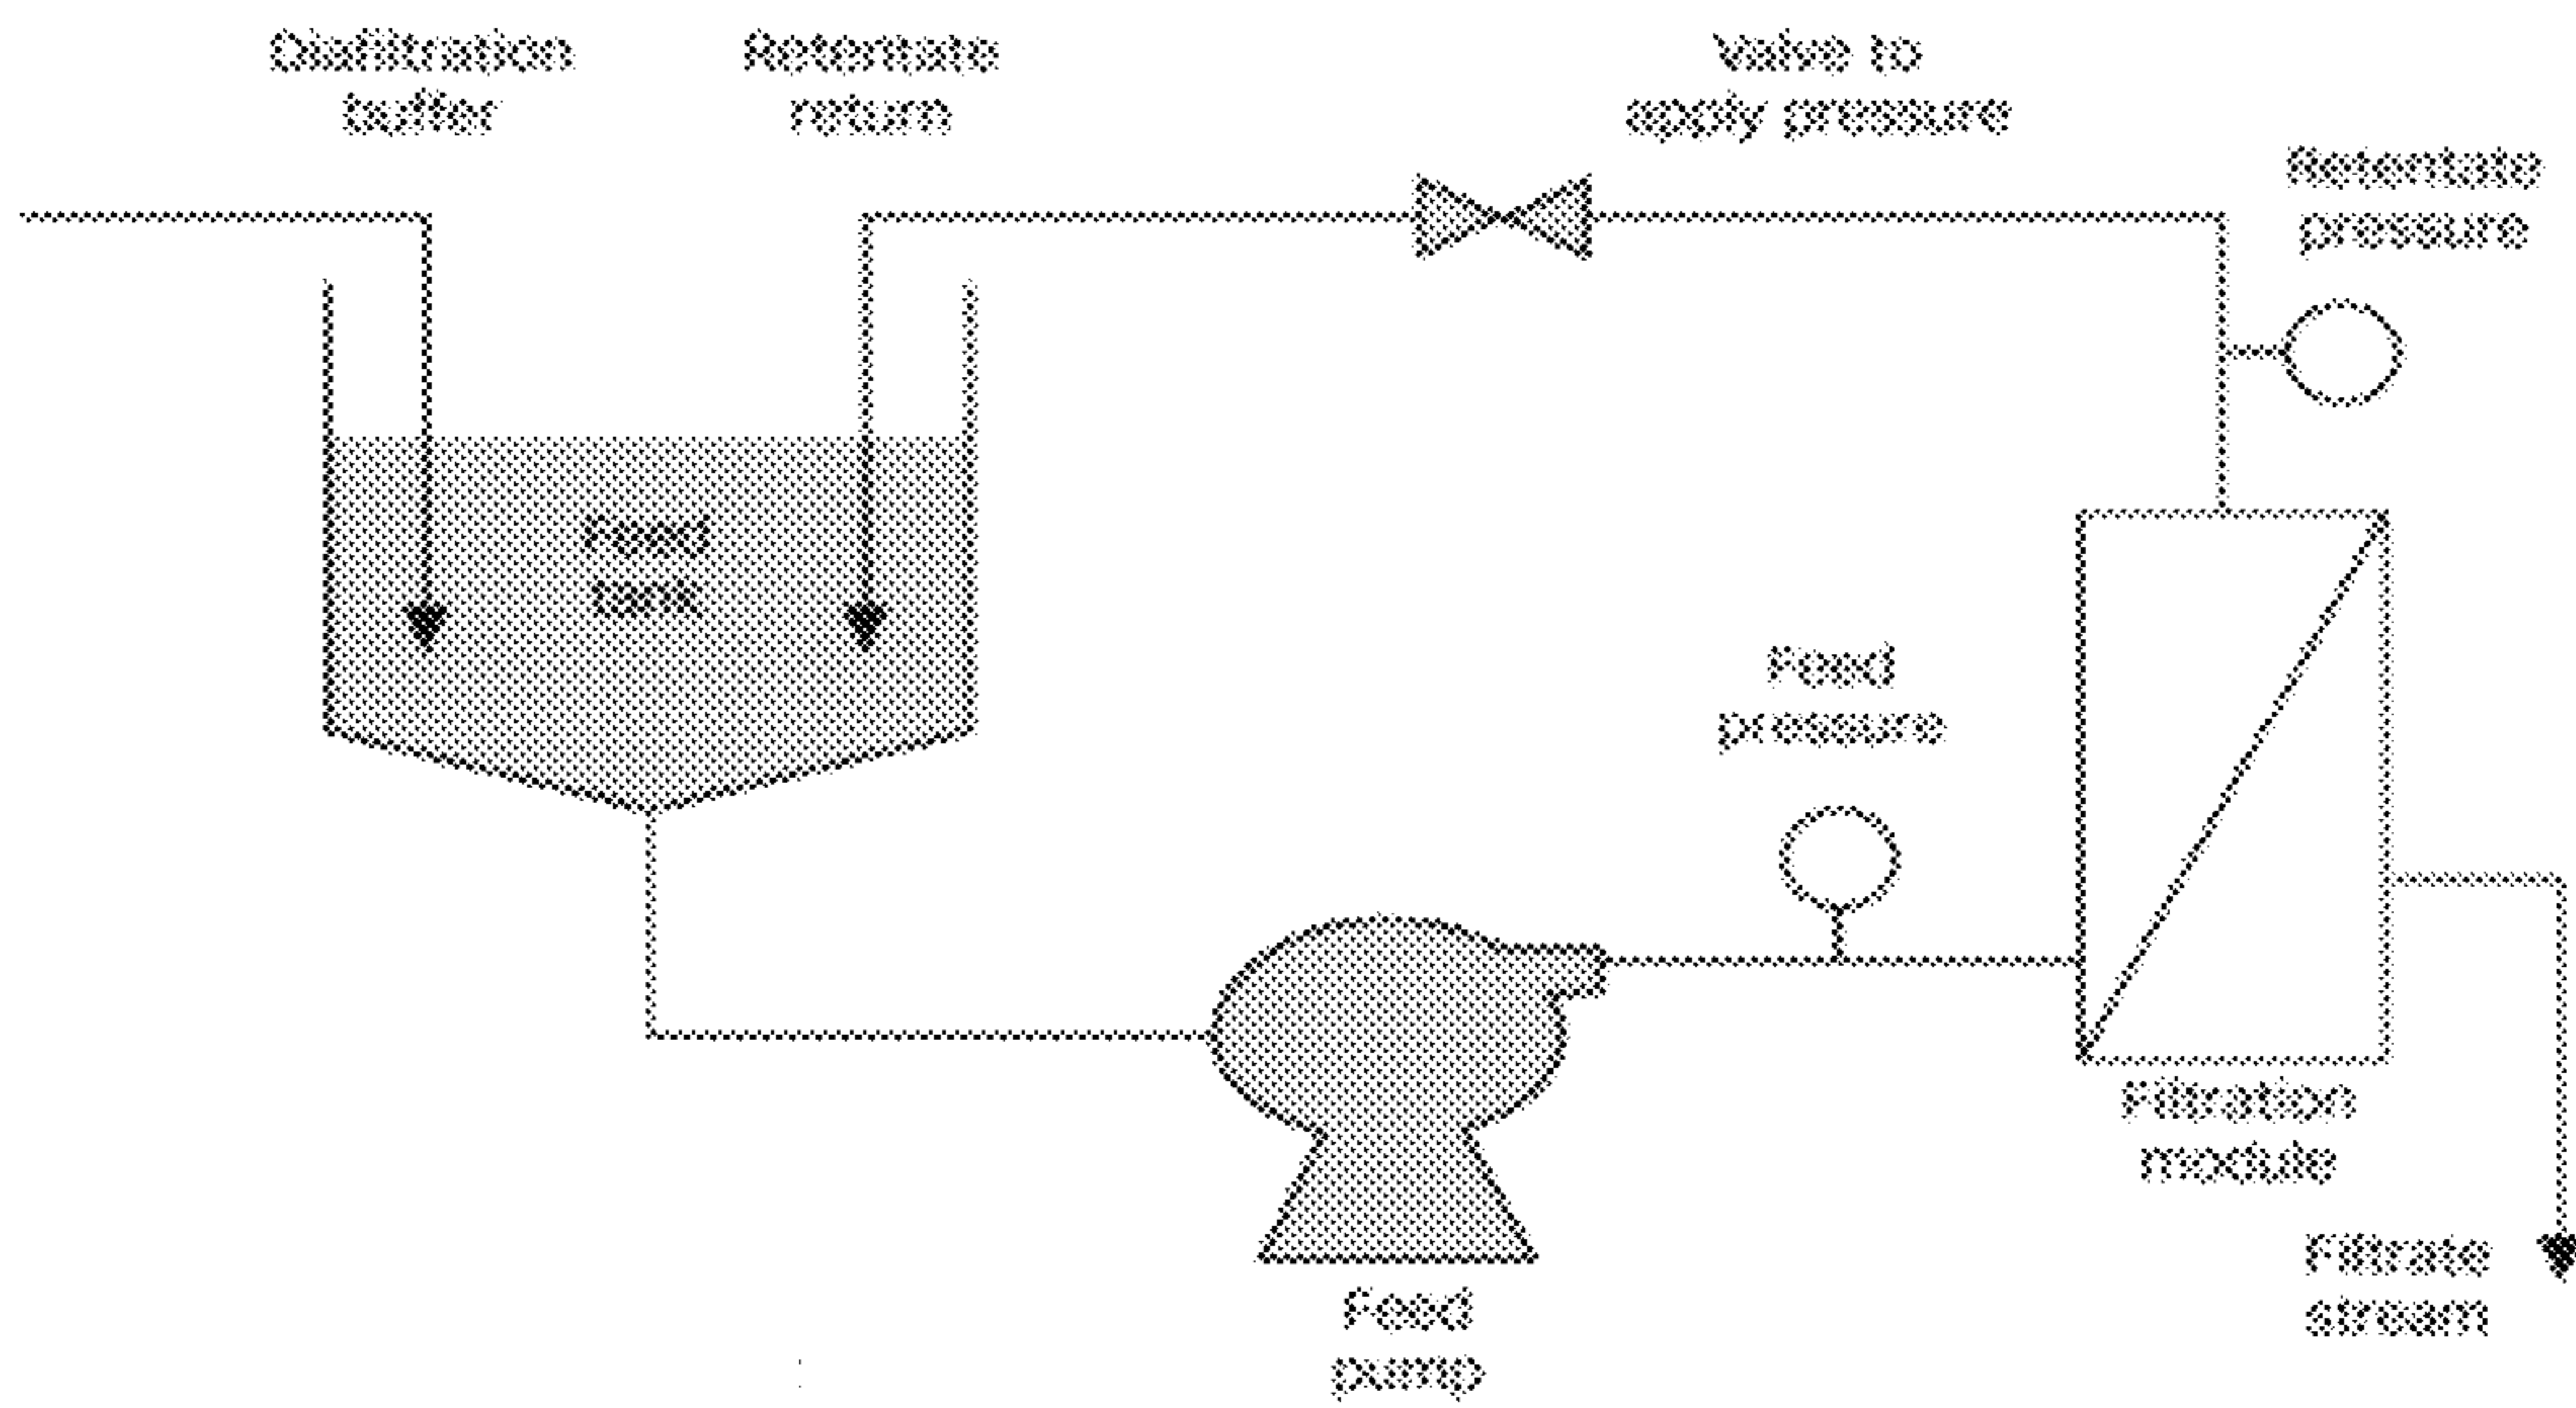 Diafiltration
buffer
Retentate
return
Valve to
apply pressure
Retentate
pressure
Feed
tank
Feed
pressure
Filtration
module
Filtrate
stream
Feed
pump